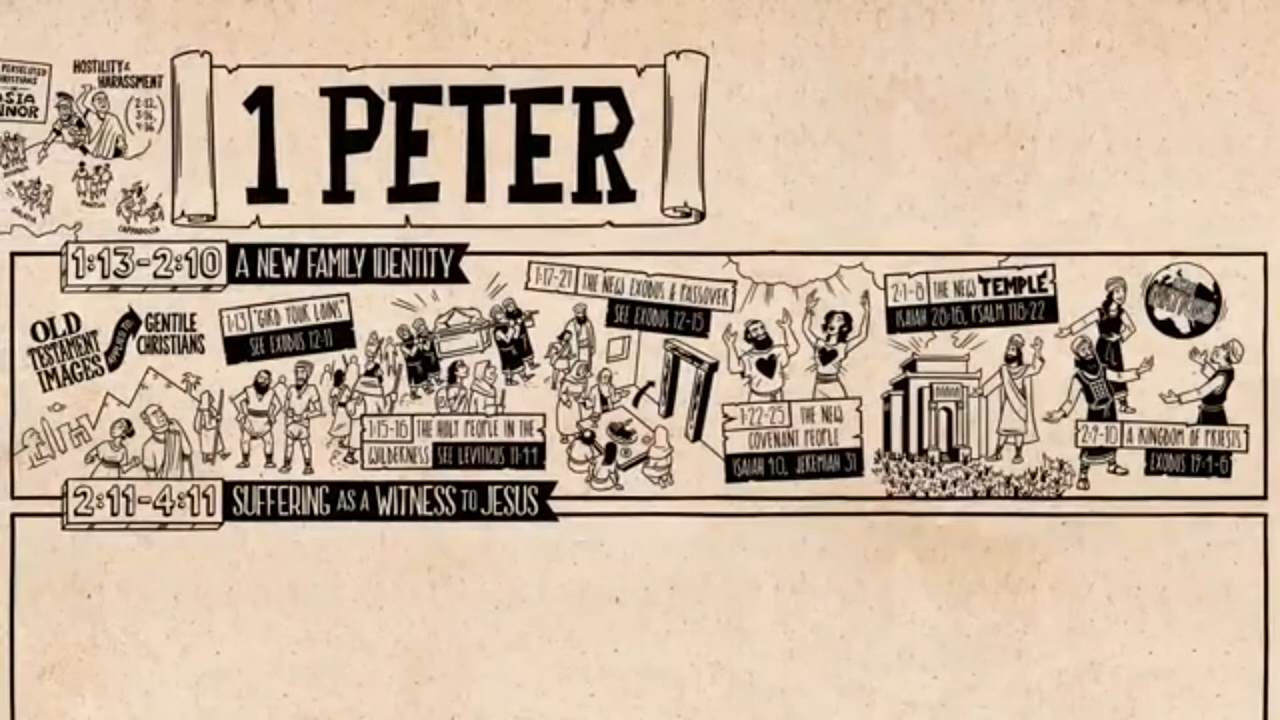 PERSECUTED
CHRISTIANS
ASIA
MINOR
HOSTILITY &
HARASSMENT
(2:12,
3:16,
4:16)
GALATIA
CAPPADOCIA
1 PETER
1:13-2:10 A NEW FAMILY IDENTITY
OLD
TESTAMENT
IMAGES
GENTILE
CHRISTIANS
1:13 "GIRD YOUR LOINS"
SEE EXODUS 12:11
1:15-16 THE HOLY PEOPLE IN THE
WILDERNESS SEE LEVITICUS 11:44
1:17-21 THE NEW EXODUS & PASSOVER
SEE EXODUS 12-15
1:22-25 THE NEW
COVENANT PEOPLE
ISAIAH 40, JEREMIAH 31
2:1-8 THE NEW TEMPLE
ISAIAH 28:16, PSALM 118:22
2:9-10 A KINGDOM OF PRIESTS
EXODUS 19:4-6
2:11-4:11 SUFFERING AS A WITNESS TO JESUS